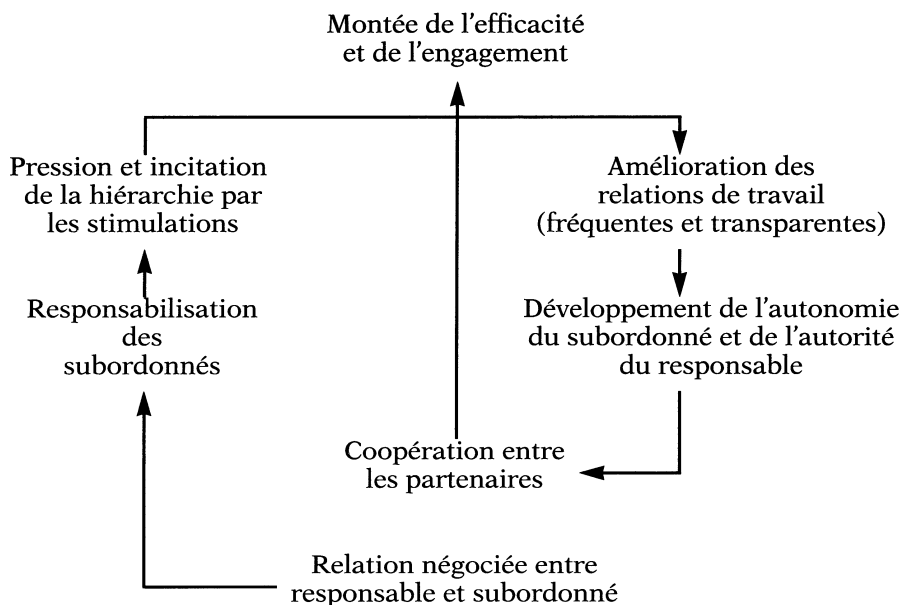 Montée de l'efficacité
et de l'engagement
Pression et incitation
de la hiérarchie par
les stimulations
Amélioration des
relations de travail
(fréquentes et transparentes)
Responsabilisation
des
subordonnés
Développement de l'autonomie
du subordonné et de l'autorité
du responsable
Coopération entre
les partenaires
Relation négociée entre
responsable et subordonné